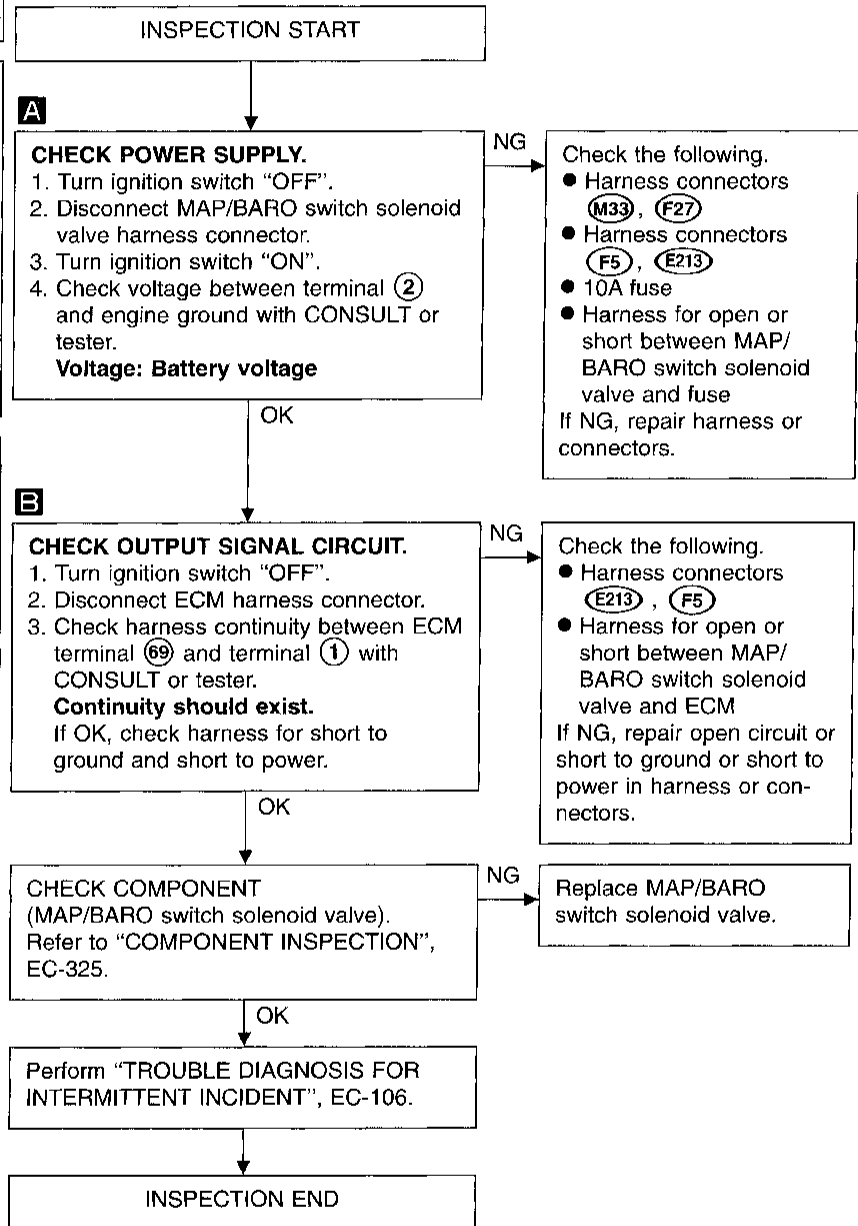 INSPECTION START
A
CHECK POWER SUPPLY.
1. Turn ignition switch “OFF”.
2. Disconnect MAP/BARO switch solenoid
valve harness connector.
3. Turn ignition switch “ON”.
4. Check voltage between terminal 2
and engine ground with CONSULT or
tester.
Voltage: Battery voltage
NG
Check the following.
● Harness connectors
M33 , F27
● Harness connectors
F5 , E213
● 10A fuse
● Harness for open or
short between MAP/
BARO switch solenoid
valve and fuse
If NG, repair harness or
connectors.
OK
B
CHECK OUTPUT SIGNAL CIRCUIT.
1. Turn ignition switch “OFF”.
2. Disconnect ECM harness connector.
3. Check harness continuity between ECM
terminal 69 and terminal 1 with
CONSULT or tester.
Continuity should exist.
If OK, check harness for short to
ground and short to power.
NG
Check the following.
● Harness connectors
E213 , F5
● Harness for open or
short between MAP/
BARO switch solenoid
valve and ECM
If NG, repair open circuit or
short to ground or short to
power in harness or con-
nectors.
OK
CHECK COMPONENT
(MAP/BARO switch solenoid valve).
Refer to “COMPONENT INSPECTION”,
EC-325.
NG
Replace MAP/BARO
switch solenoid valve.
OK
Perform “TROUBLE DIAGNOSIS FOR
INTERMITTENT INCIDENT”, EC-106.
INSPECTION END